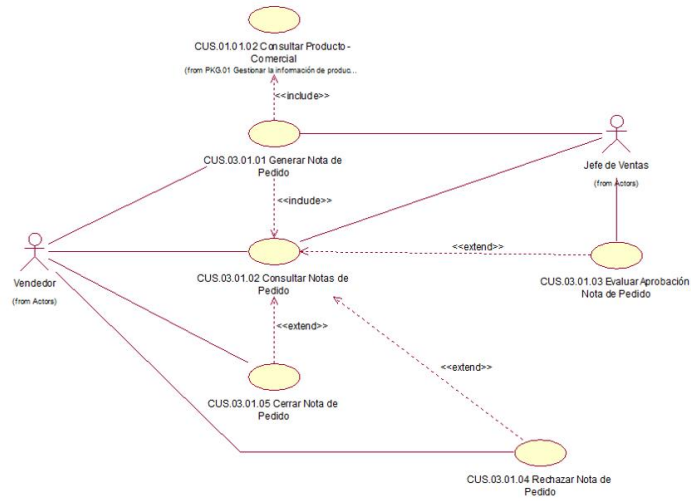 CUS.01.01.02 Consultar Producto -
Comercial
(from PKG.01 Gestionar la información de produc...
<<include>>
CUS.03.01.01 Generar Nota de
Pedido
Jefe de Ventas
(from Actors)
<<include>>
<<extend>>
CUS.03.01.02 Consultar Notas de
Pedido
CUS.03.01.03 Evaluar Aprobación
Nota de Pedido
Vendedor
(from Actors)
<<extend>>
<<extend>>
CUS.03.01.05 Cerrar Nota de
Pedido
CUS.03.01.04 Rechazar Nota de
Pedido